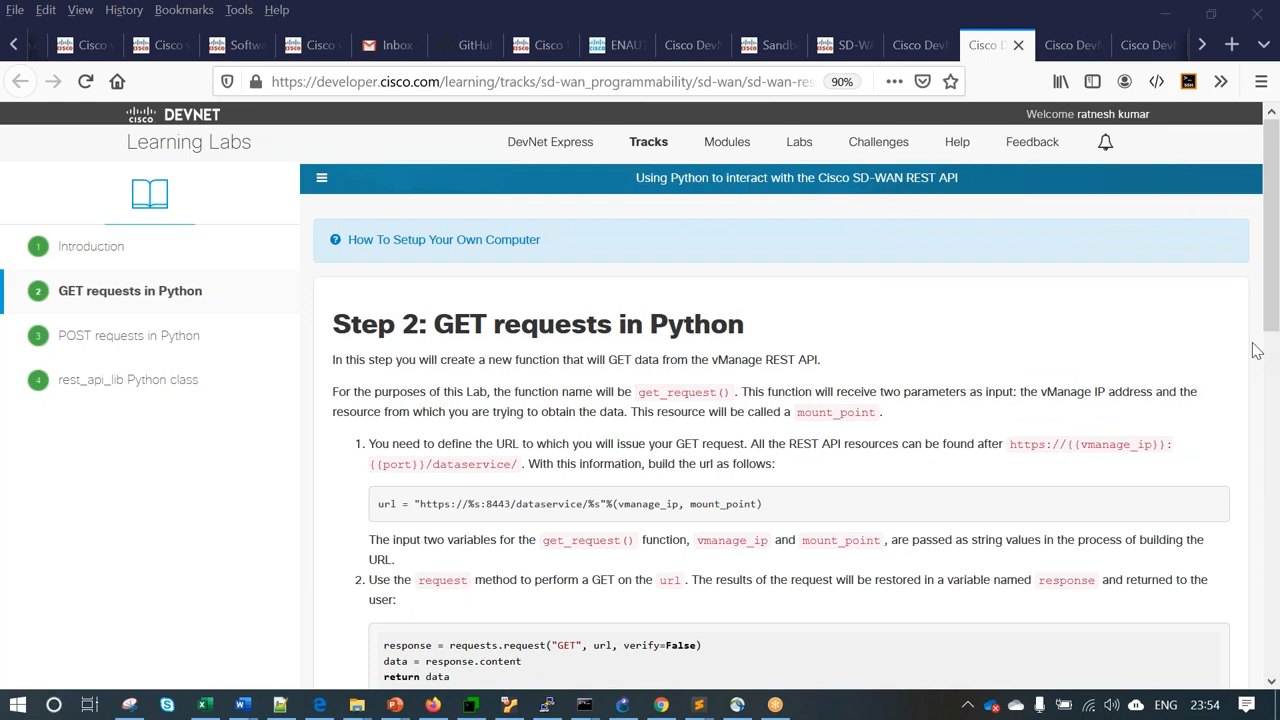 File Edit View History Bookmarks Tools Help
Cisco Cisco Softw Cisco Inbox GitHu Cisco ENAU Cisco Dev Sandb SD-W Cisco Dev Cisco D Cisco Dev Cisco Dev
https://developer.cisco.com/learning/tracks/sd-wan_programmability/sd-wan/sd-wan-res 90%
CISCO DEVNET
Welcome ratnesh kumar
Learning Labs
DevNet Express Tracks Modules Labs Challenges Help Feedback
Using Python to interact with the Cisco SD-WAN REST API
1 Introduction
2 GET requests in Python
3 POST requests in Python
4 rest_api_lib Python class
How To Setup Your Own Computer
Step 2: GET requests in Python
In this step you will create a new function that will GET data from the vManage REST API.
For the purposes of this Lab, the function name will be get_request() . This function will receive two parameters as input: the vManage IP address and the
resource from which you are trying to obtain the data. This resource will be called a mount_point .
1. You need to define the URL to which you will issue your GET request. All the REST API resources can be found after https://{{vmanage_ip}}:
{{port}}/dataservice/ . With this information, build the url as follows:
url = "https://%s:8443/dataservice/%s"%(vmanage_ip, mount_point)
The input two variables for the get_request() function, vmanage_ip and mount_point , are passed as string values in the process of building the
URL.
2. Use the request method to perform a GET on the url . The results of the request will be restored in a variable named response and returned to the
user:
response = requests.request("GET", url, verify=False)
data = response.content
return data
ENG 23:54